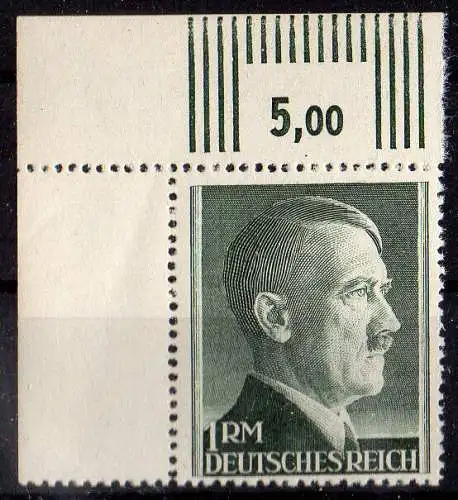 5,00
1 RM
DEUTSCHES REICH